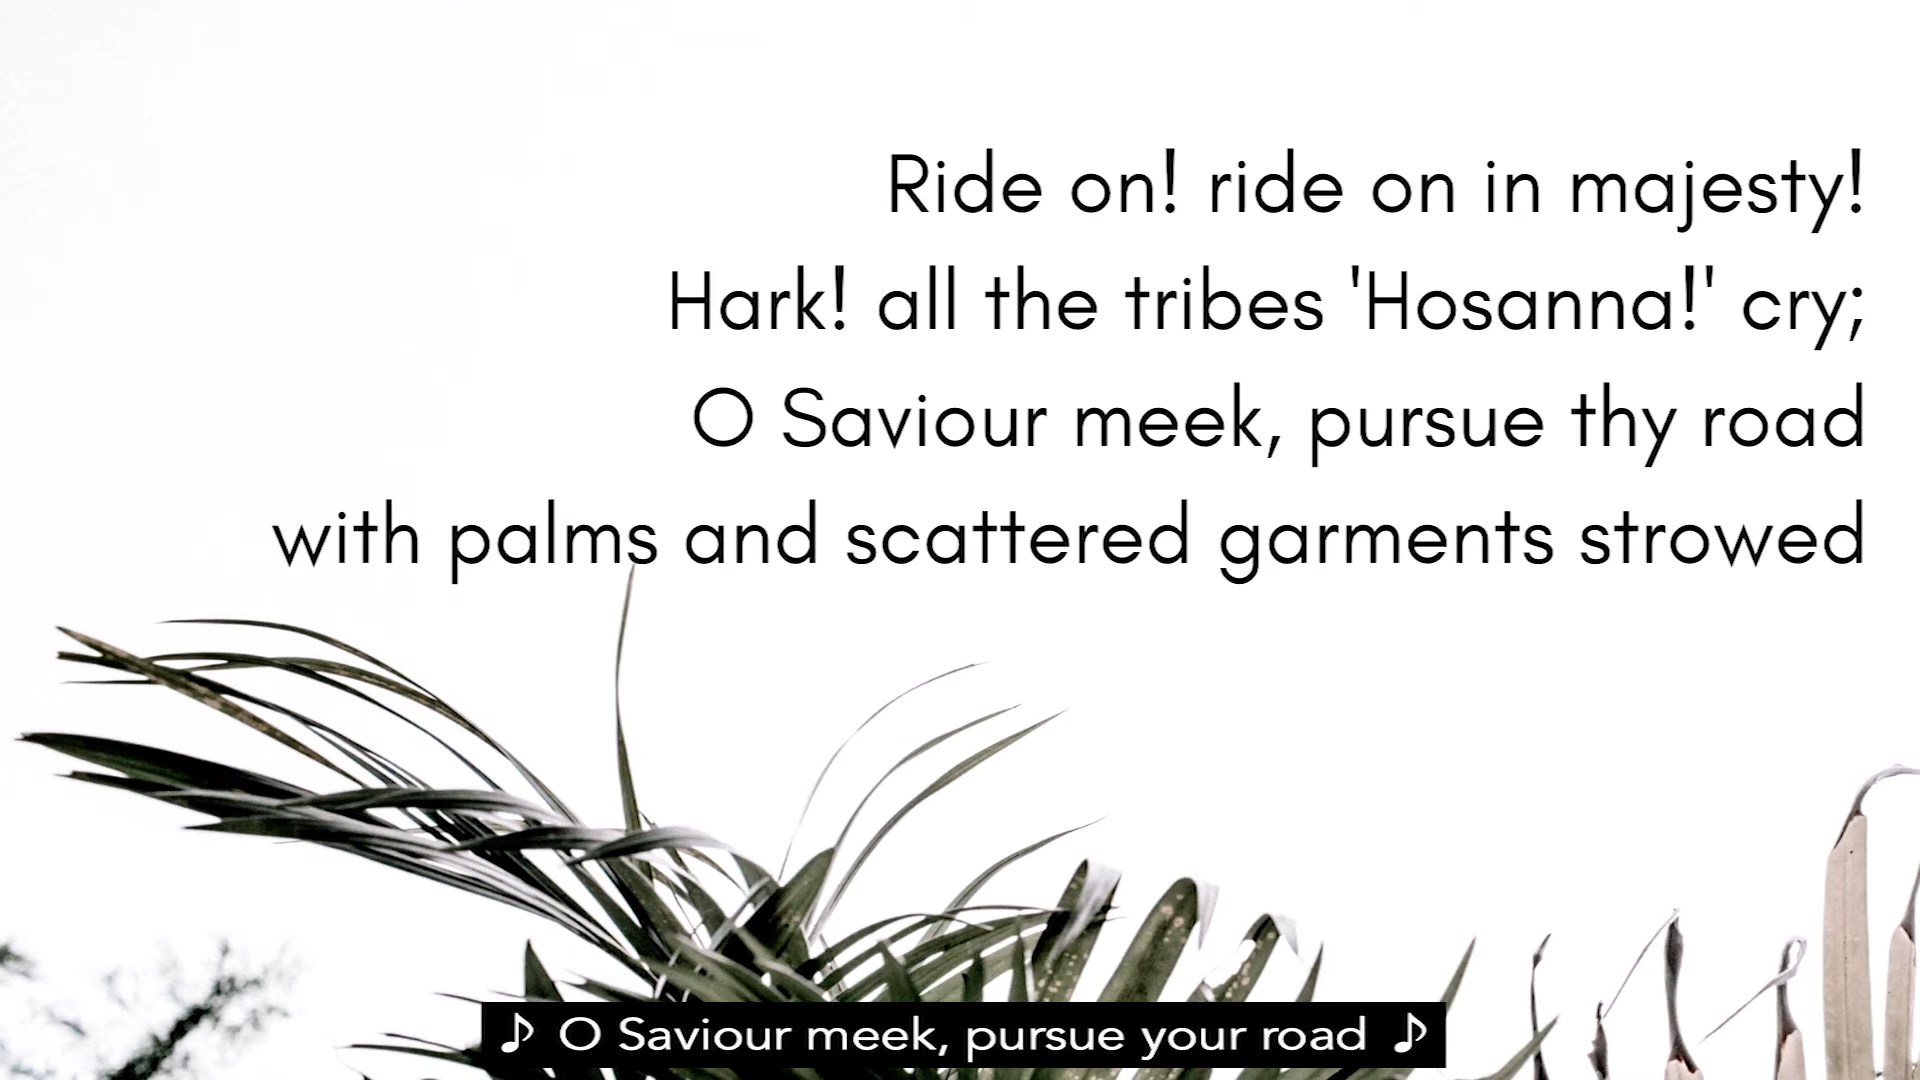 Ride on! ride on in majesty!
Hark! all the tribes 'Hosanna!' cry;
O Saviour meek, pursue thy road
with palms and scattered garments strowed
♪ O Saviour meek, pursue your road ♪